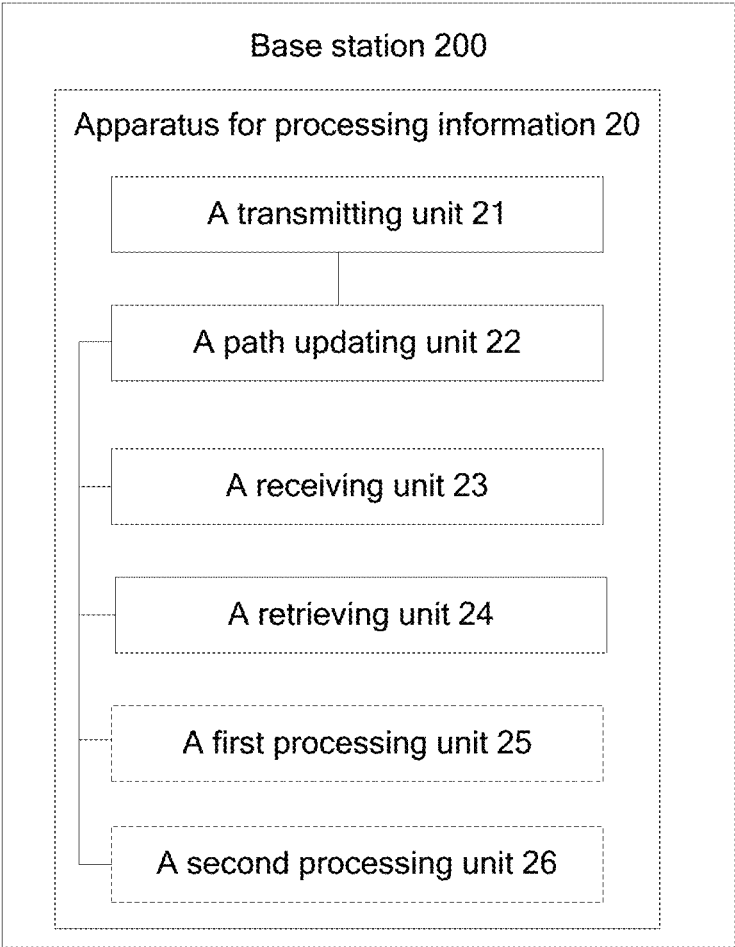 Base station 200
Apparatus for processing information 20
A transmitting unit 21
A path updating unit 22
A receiving unit 23
A retrieving unit 24
A first processing unit 25
A second processing unit 26